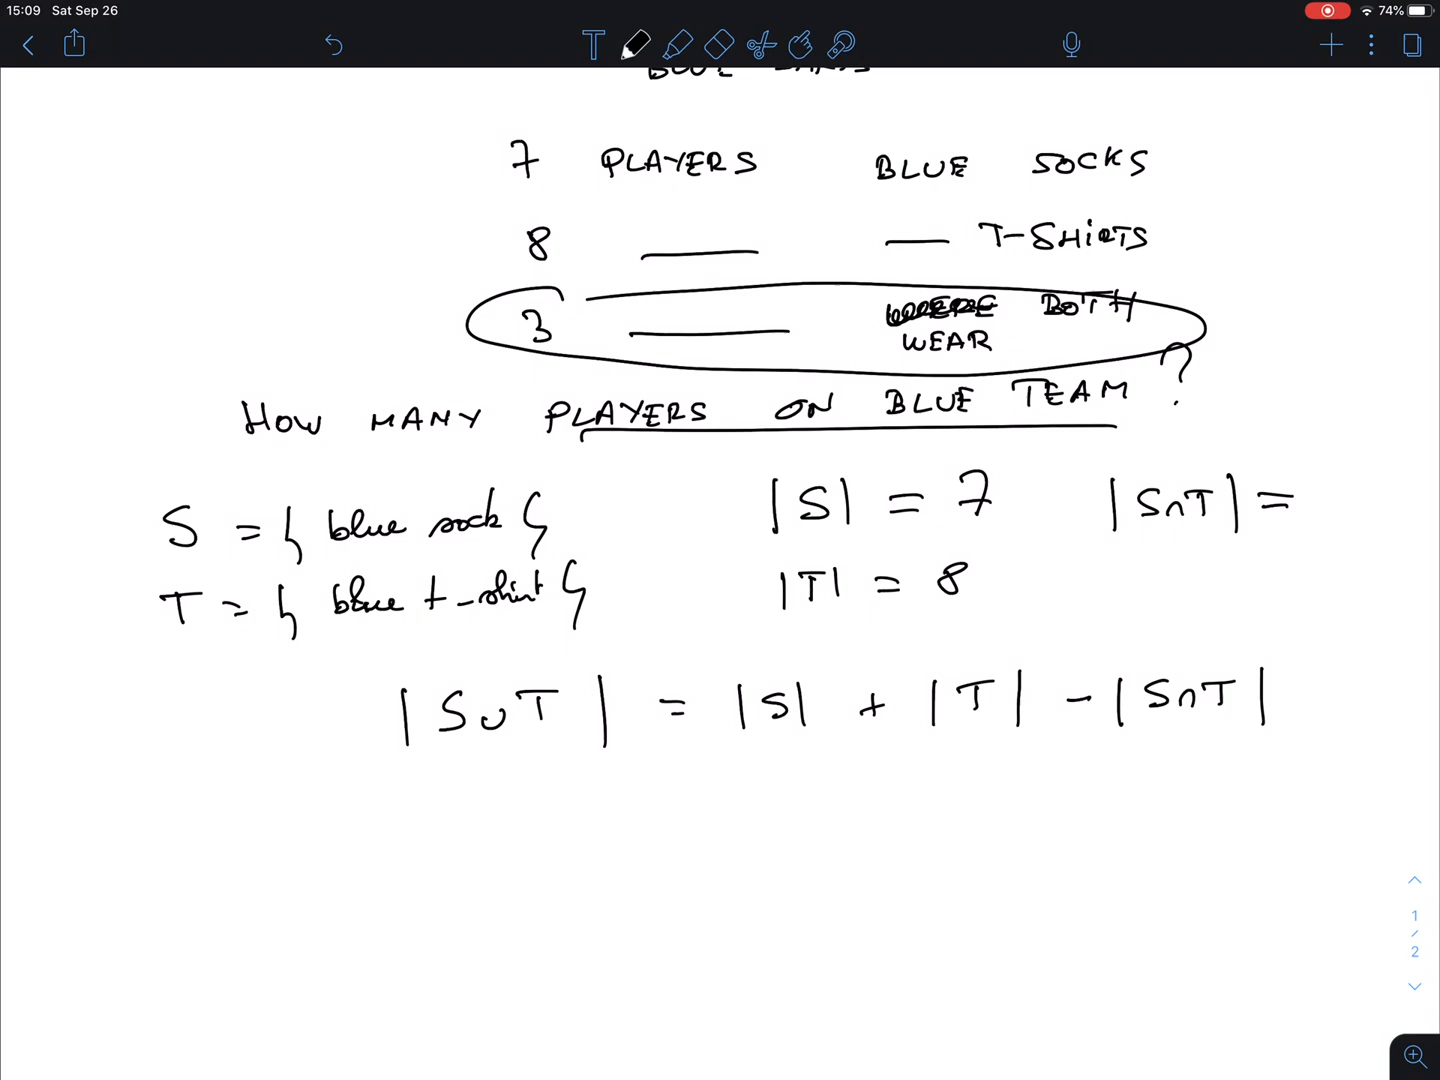 15:09 Sat Sep 26 74%
7 PLAYERS BLUE SOCKS
8 —— — T-SHIRTS
3 —— BOTH
WEAR
HOW MANY PLAYERS ON BLUE TEAM ?
S = { blue sock } |S| = 7 |S∩T| =
T = { blue t-shirt } |T| = 8
|S∪T| = |S| + |T| - |S∩T|
1
/
2